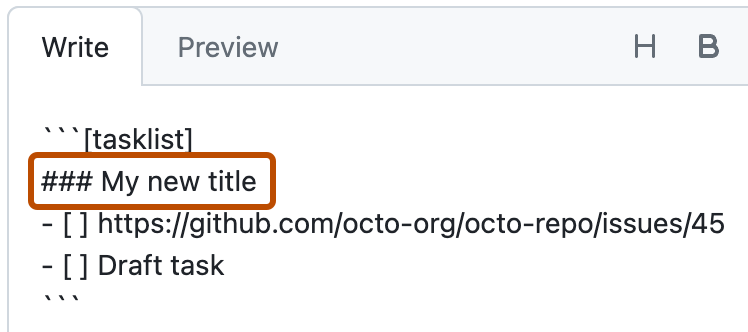 Write Preview H B
```[tasklist]
### My new title
- [ ] https://github.com/octo-org/octo-repo/issues/45
- [ ] Draft task
```